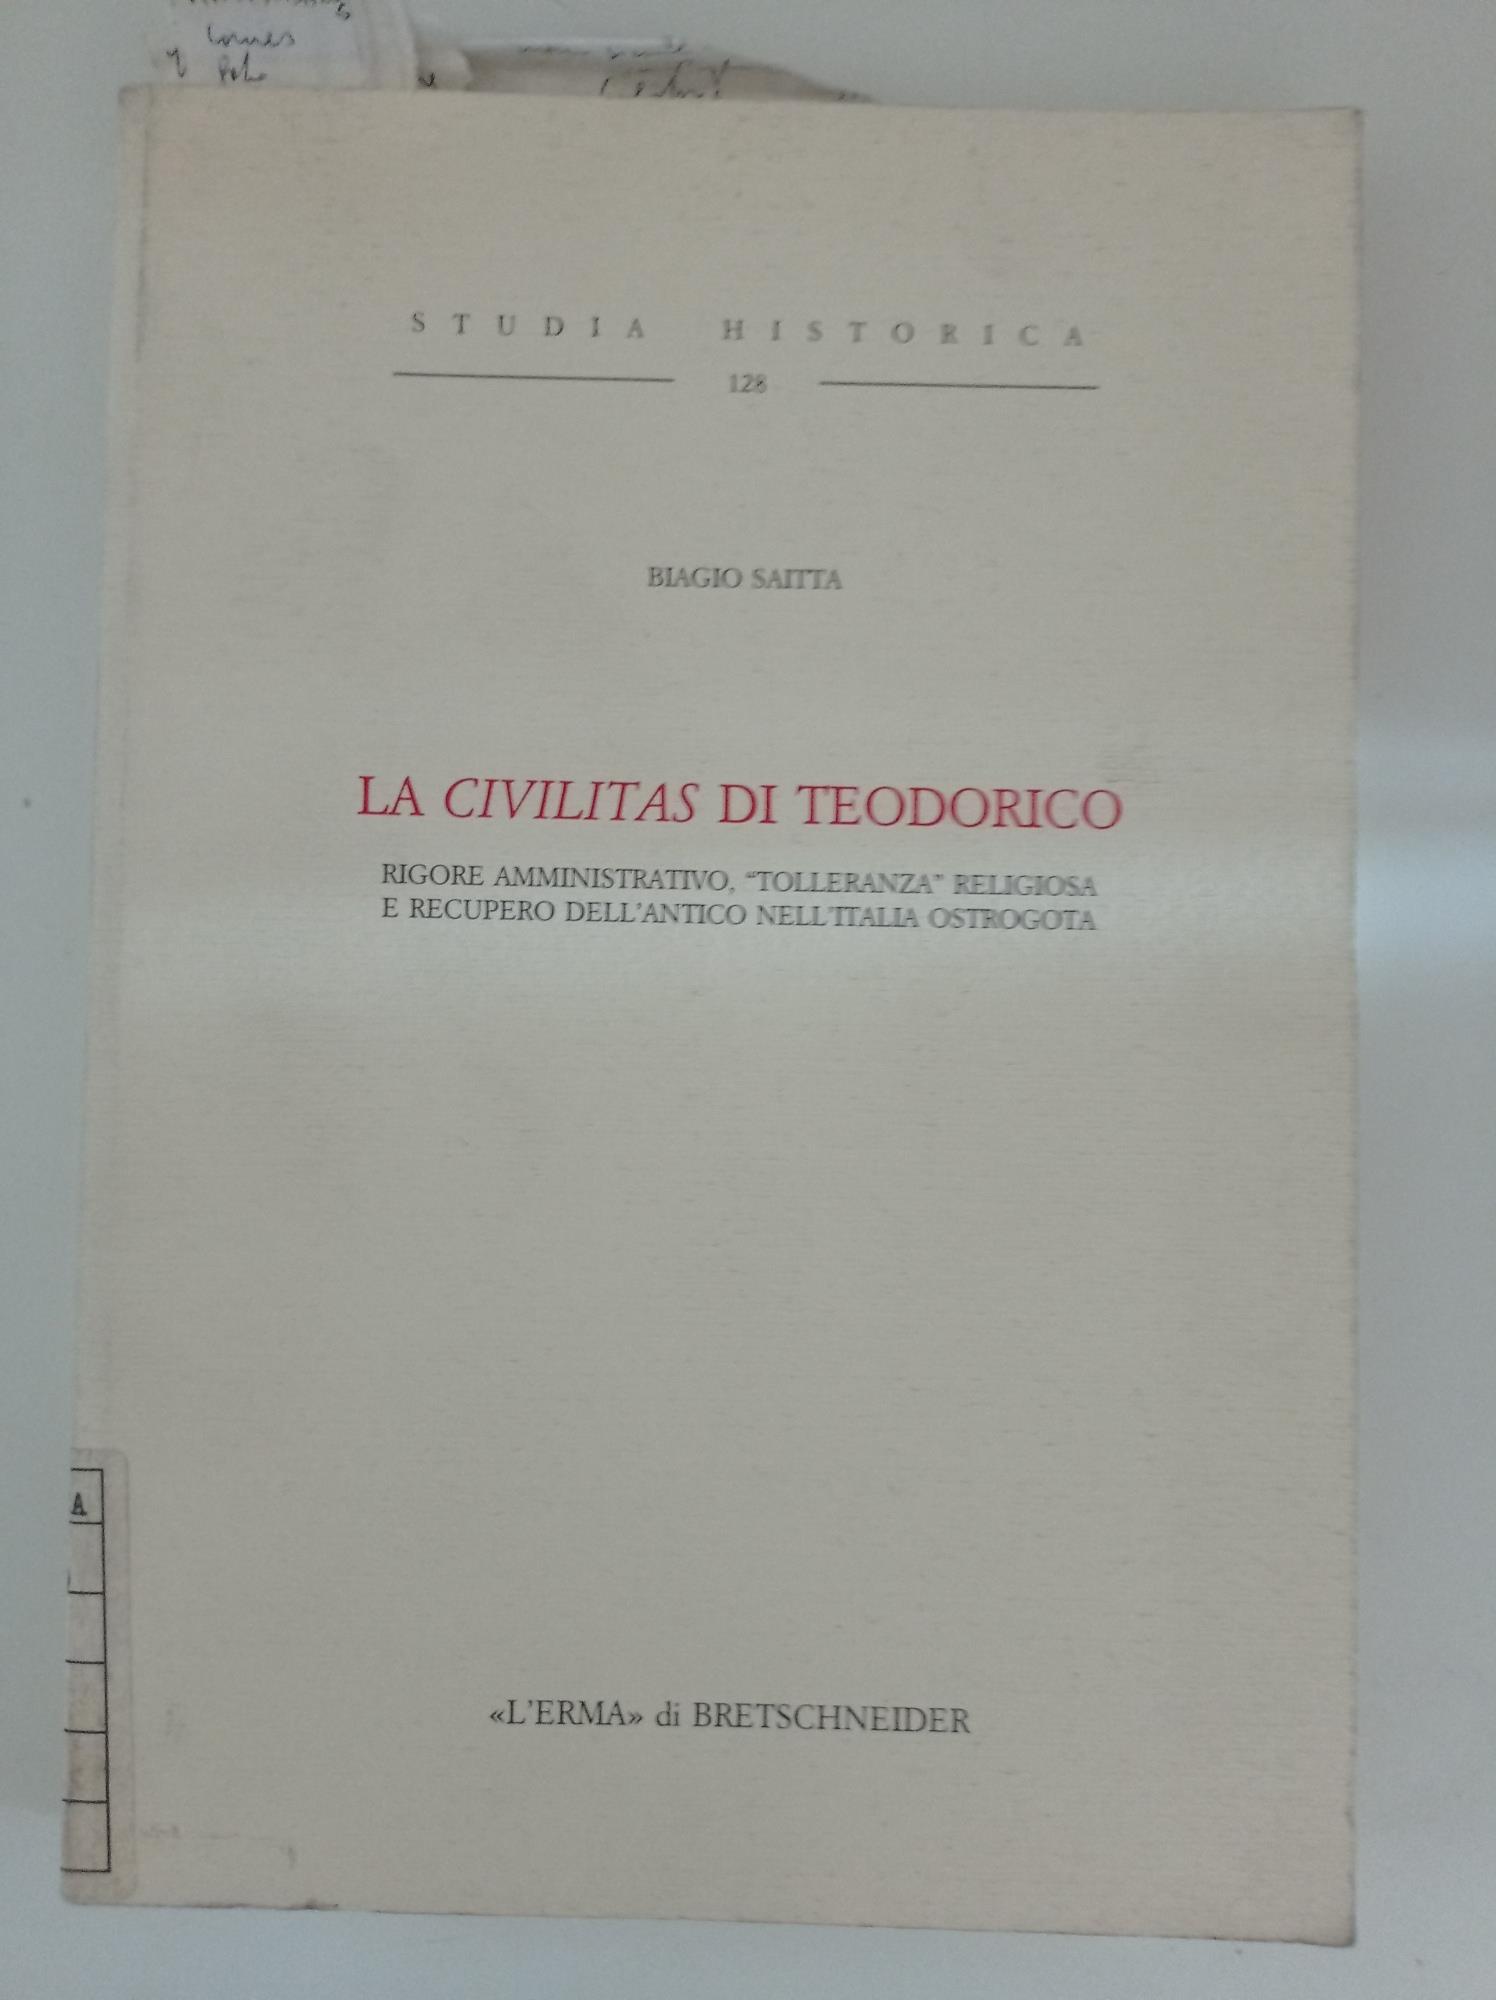 STUDIA HISTORICA
128
BIAGIO SAITTA
LA CIVILITAS DI TEODORICO
RIGORE AMMINISTRATIVO, “TOLLERANZA” RELIGIOSA
E RECUPERO DELL'ANTICO NELL'ITALIA OSTROGOTA
A
«L'ERMA» di BRETSCHNEIDER